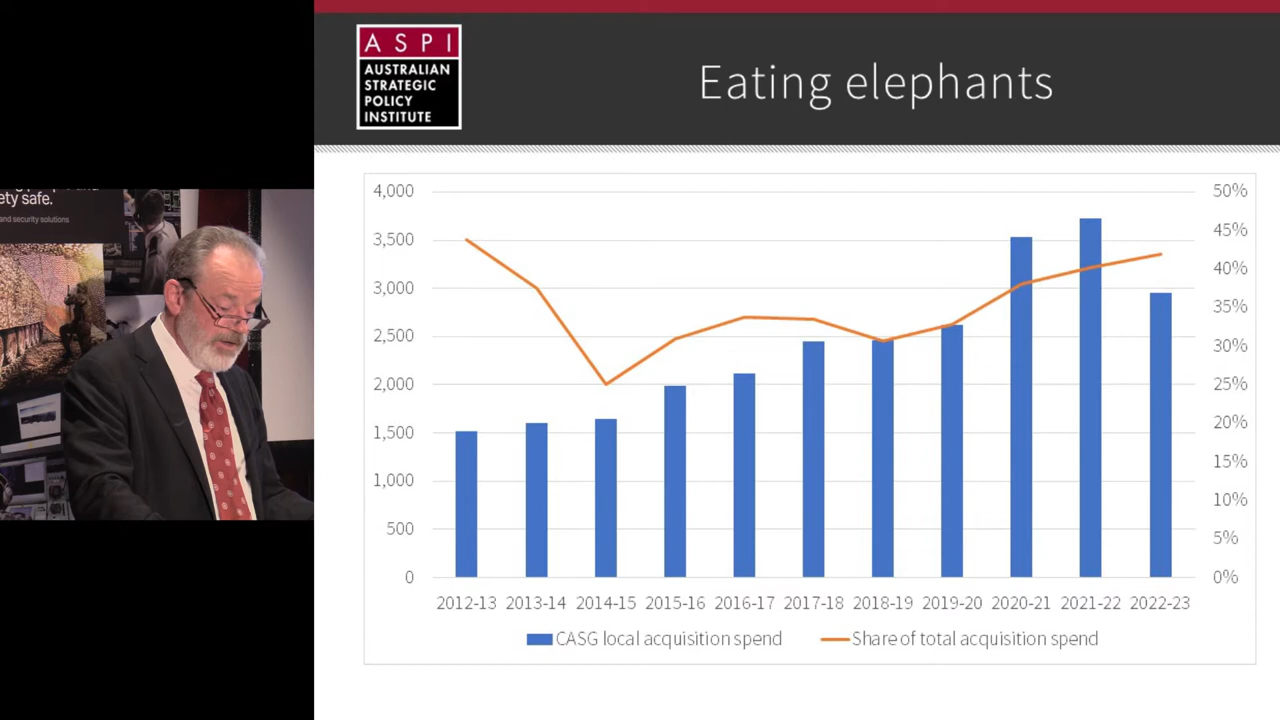 ety safe.
and security solutions
ASPI
AUSTRALIAN
STRATEGIC
POLICY
INSTITUTE
Eating elephants
4,000
3,500
3,000
2,500
2,000
1,500
1,000
500
0
50%
45%
40%
35%
30%
25%
20%
15%
10%
5%
0%
2012-13 2013-14 2014-15 2015-16 2016-17 2017-18 2018-19 2019-20 2020-21 2021-22 2022-23
CASG local acquisition spend Share of total acquisition spend